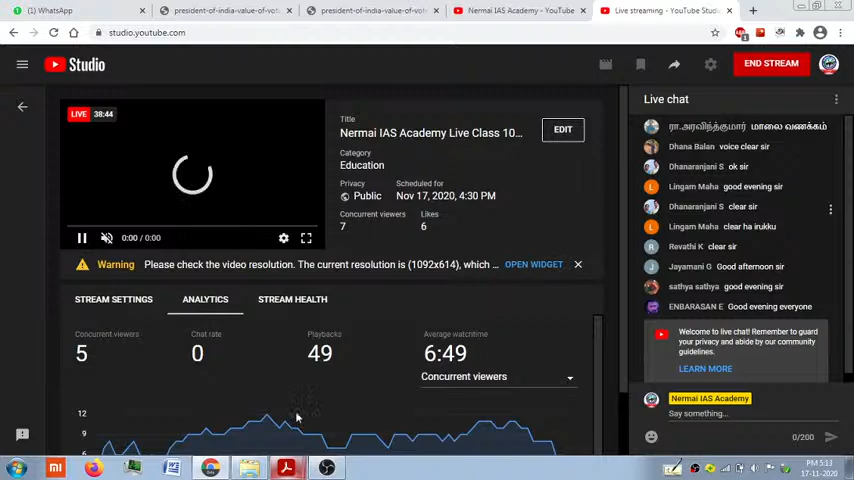 (1) WhatsApp
president-of-india-value-of-vot
president-of-india-value-of-vot
Nermai IAS Academy - YouTube
Live streaming - YouTube Studio
studio.youtube.com
1
Studio
END STREAM
LIVE 38:44
0:00 / 0:00
Title
Nermai IAS Academy Live Class 10...
EDIT
Category
Education
Privacy
Public
Scheduled for
Nov 17, 2020, 4:30 PM
Concurrent viewers
7
Likes
6
Warning Please check the video resolution. The current resolution is (1092x614), which ... OPEN WIDGET
STREAM SETTINGS ANALYTICS STREAM HEALTH
Concurrent viewers
5
Chat rate
0
Playbacks
49
Average watchtime
6:49
Concurrent viewers
12
9
Live chat
ரா.அரவிந்த்குமார் மாலை வணக்கம்
Dhana Balan voice clear sir
Dhanaranjani S ok sir
L Lingam Maha good evening sir
Dhanaranjani S clear sir
L Lingam Maha clear ha irukku
Revathi K clear sir
Jayamani G Good afternoon sir
sathya sathya good evening sir
ENBARASAN E Good evening everyone
Welcome to live chat! Remember to guard
your privacy and abide by our community
guidelines.
LEARN MORE
Nermai IAS Academy
Say something...
0/200
PM 5:13
17-11-2020